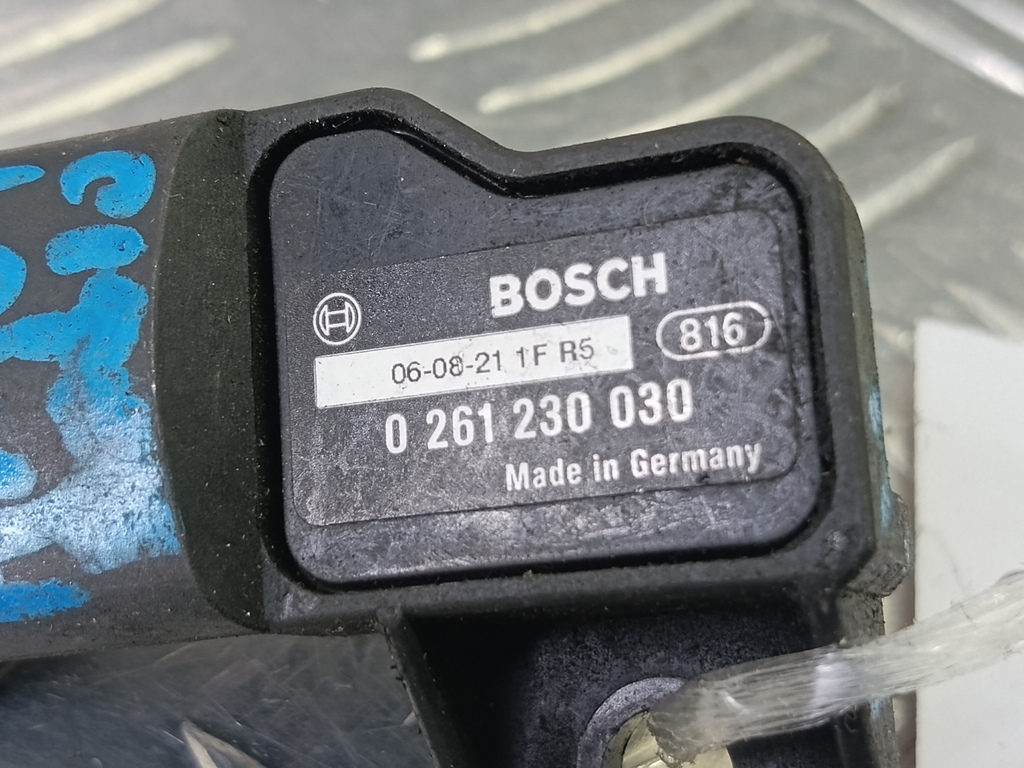 BOSCH
816
06-08-21 1F R5
0 261 230 030
Made in Germany